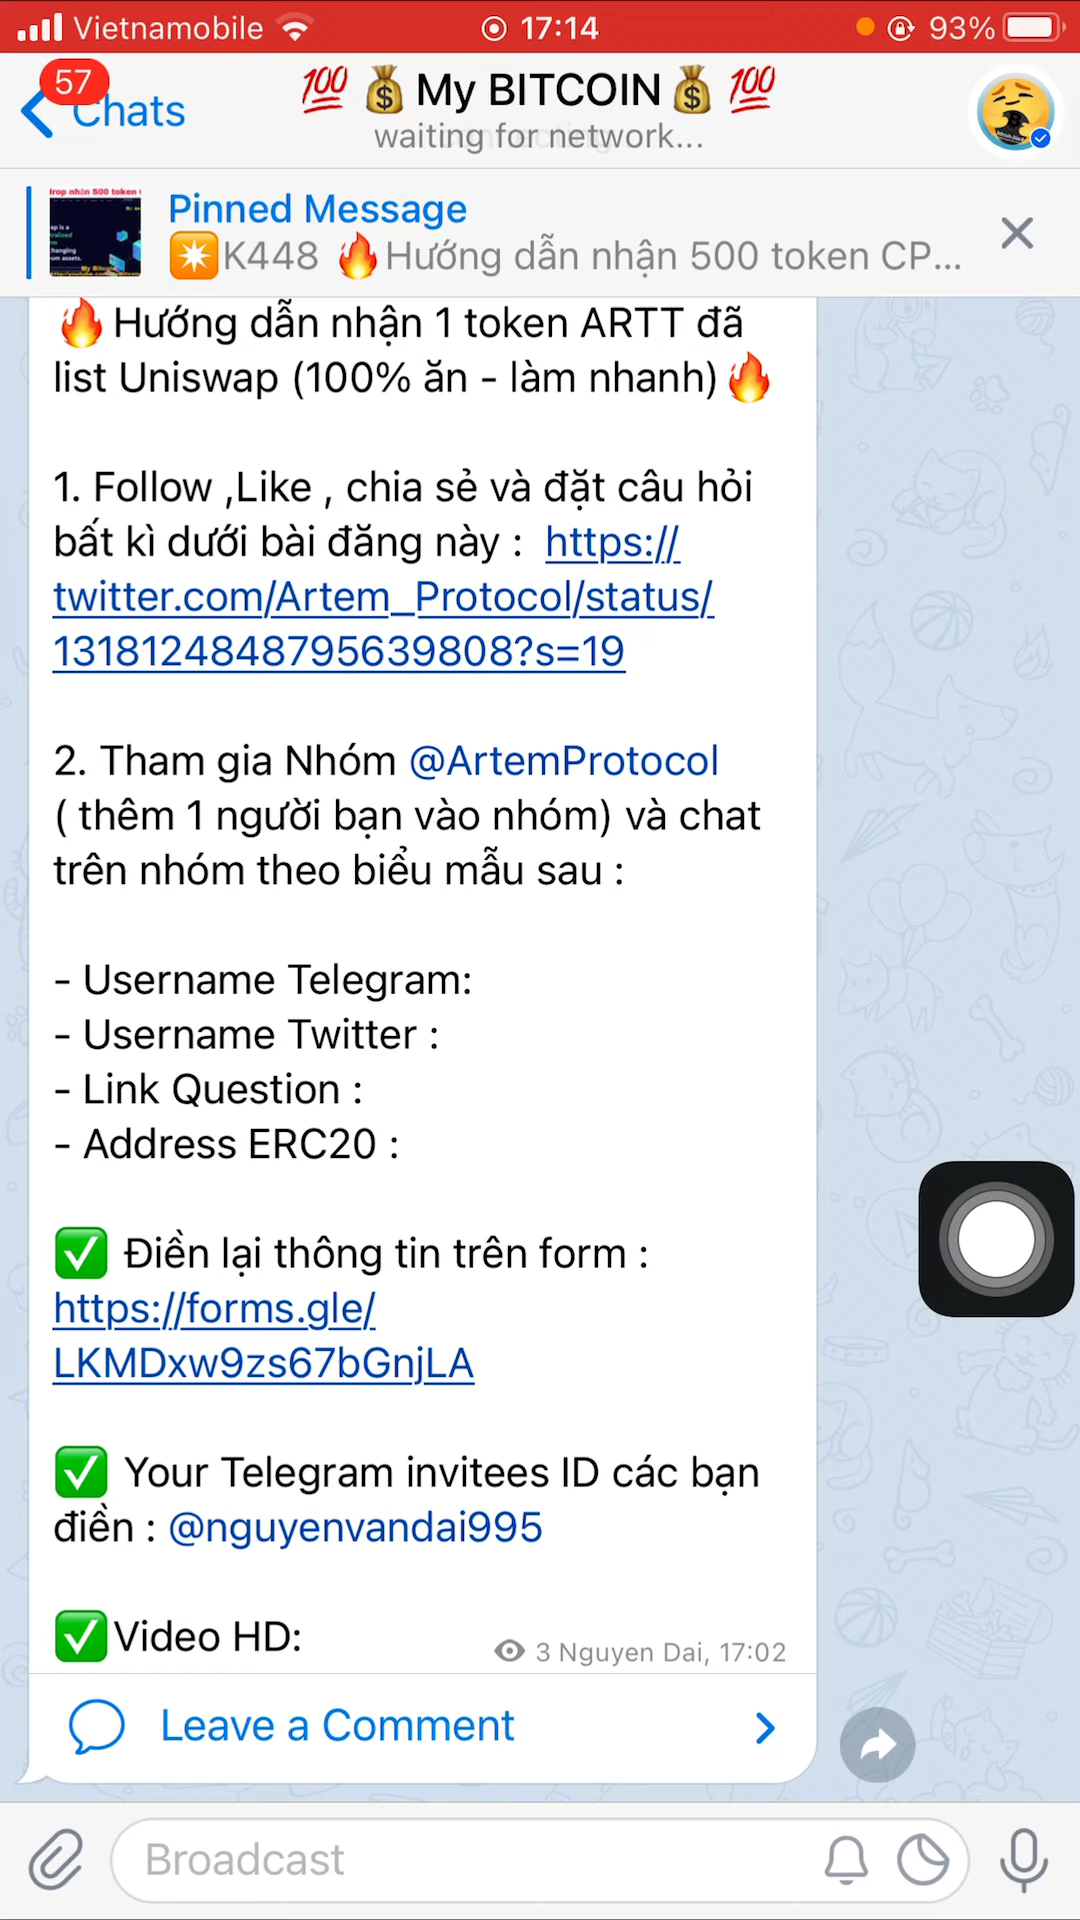 Vietnamobile 17:14 93%
57
Chats
💯💰My BITCOIN💰💯
waiting for network...
Pinned Message
✴️K448 🔥Hướng dẫn nhận 500 token CP...
🔥Hướng dẫn nhận 1 token ARTT đã
list Uniswap (100% ăn - làm nhanh)🔥
1. Follow ,Like , chia sẻ và đặt câu hỏi
bất kì dưới bài đăng này : https://
twitter.com/Artem_Protocol/status/
1318124848795639808?s=19
2. Tham gia Nhóm @ArtemProtocol
( thêm 1 người bạn vào nhóm) và chat
trên nhóm theo biểu mẫu sau :
- Username Telegram:
- Username Twitter :
- Link Question :
- Address ERC20 :
✅ Điền lại thông tin trên form :
https://forms.gle/
LKMDxw9zs67bGnjLA
✅ Your Telegram invitees ID các bạn
điền : @nguyenvandai995
✅Video HD:
3 Nguyen Dai, 17:02
Leave a Comment
Broadcast